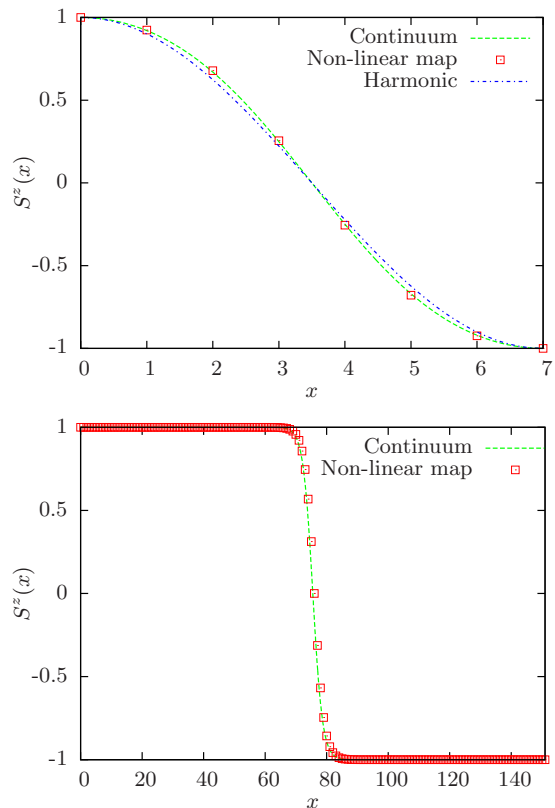 1
0.5
0
-0.5
-1
S^z(x)
Continuum
Non-linear map
Harmonic
0 1 2 3 4 5 6 7
x
1
0.5
0
-0.5
-1
S^z(x)
Continuum
Non-linear map
0 20 40 60 80 100 120 140
x